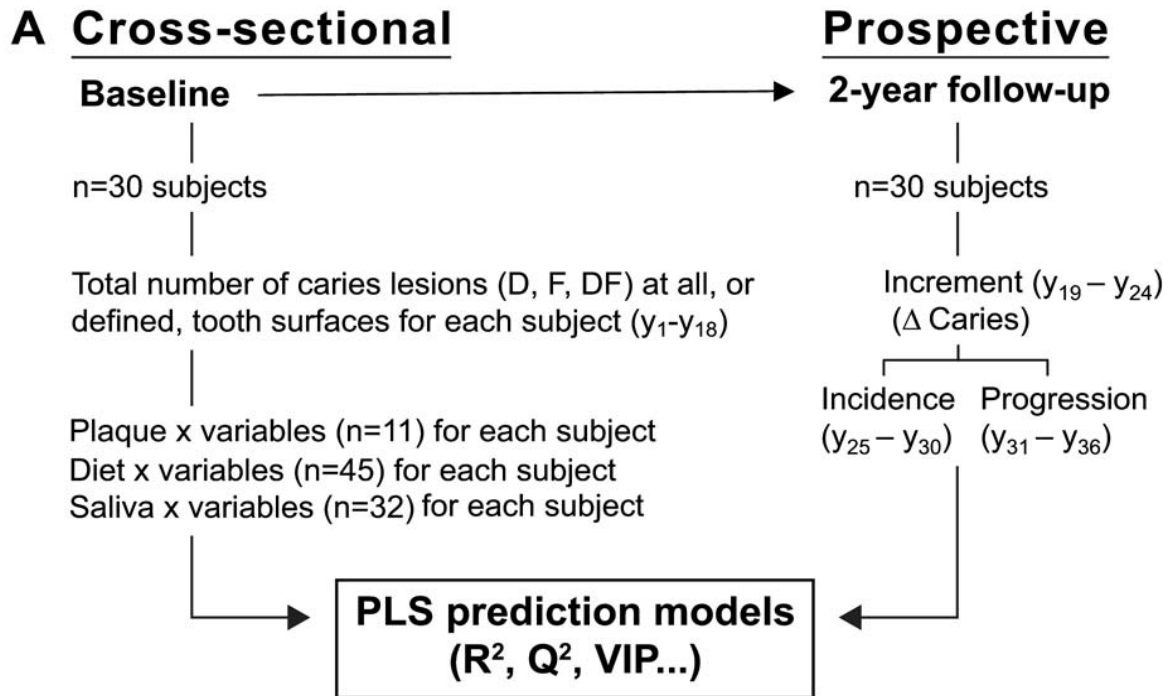 A Cross-sectional
Baseline
n=30 subjects
Total number of caries lesions (D, F, DF) at all, or
defined, tooth surfaces for each subject (y₁-y₁₈)
Plaque x variables (n=11) for each subject
Diet x variables (n=45) for each subject
Saliva x variables (n=32) for each subject
Prospective
2-year follow-up
n=30 subjects
Increment (y₁₉ – y₂₄)
(Δ Caries)
Incidence
(y₂₅ – y₃₀)
Progression
(y₃₁ – y₃₆)
PLS prediction models
(R², Q², VIP...)